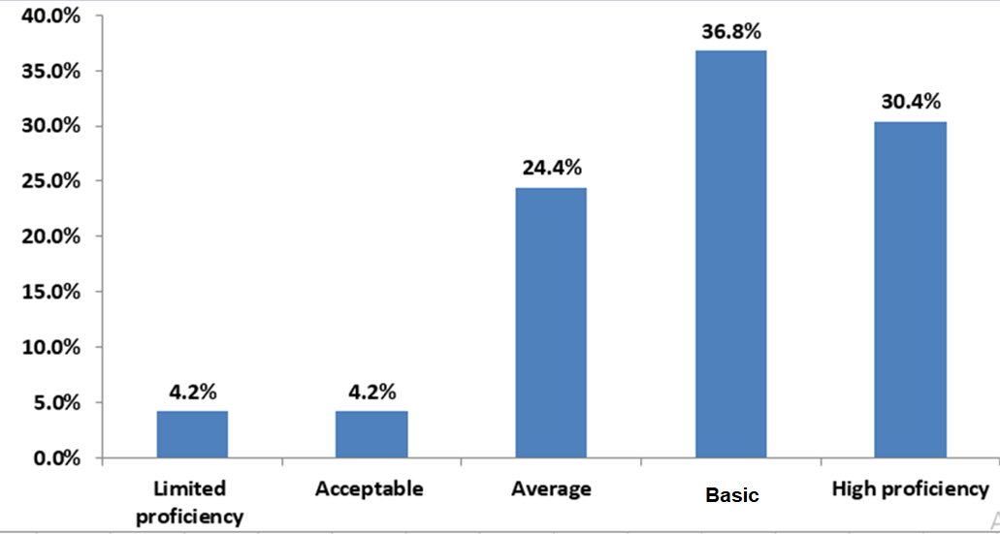 40.0%
35.0%
30.0%
25.0%
20.0%
15.0%
10.0%
5.0%
0.0%
4.2%
4.2%
24.4%
36.8%
30.4%
Limited
proficiency
Acceptable
Average
Basic
High proficiency